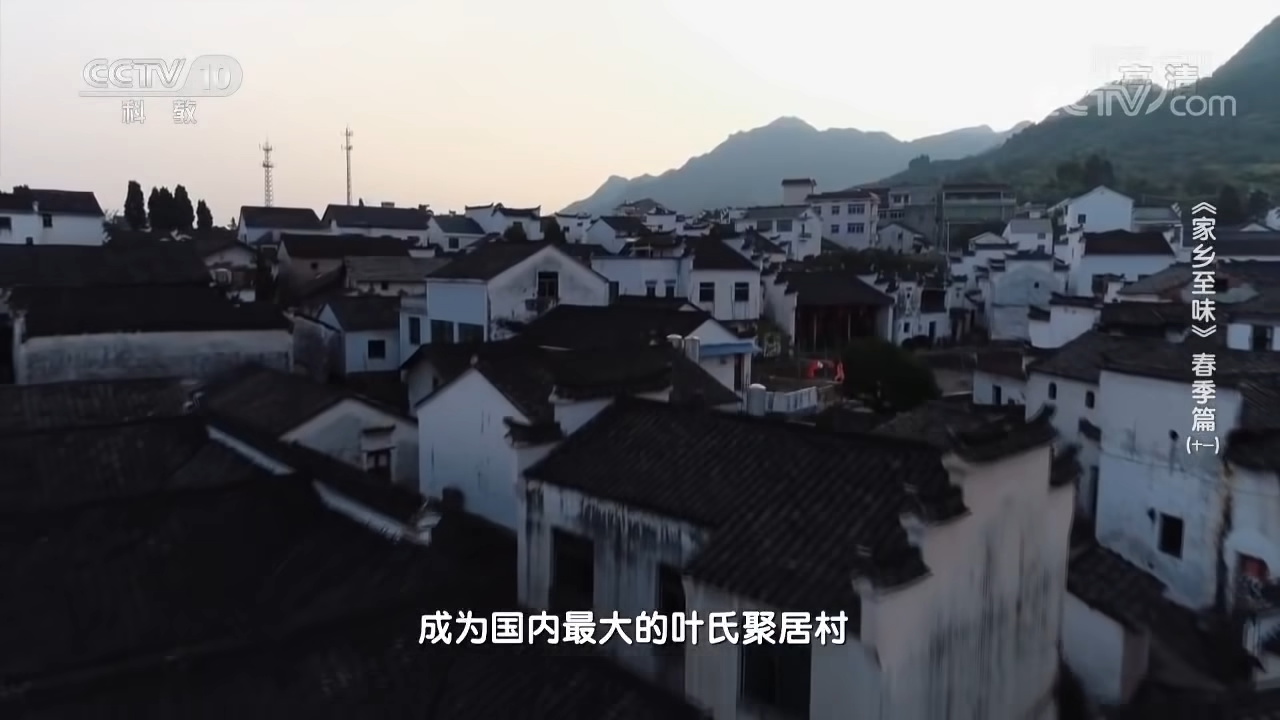 CCTV 10
科教
高清
CCTV.com
《家乡至味》 春季篇 (十一)
成为国内最大的叶氏聚居村